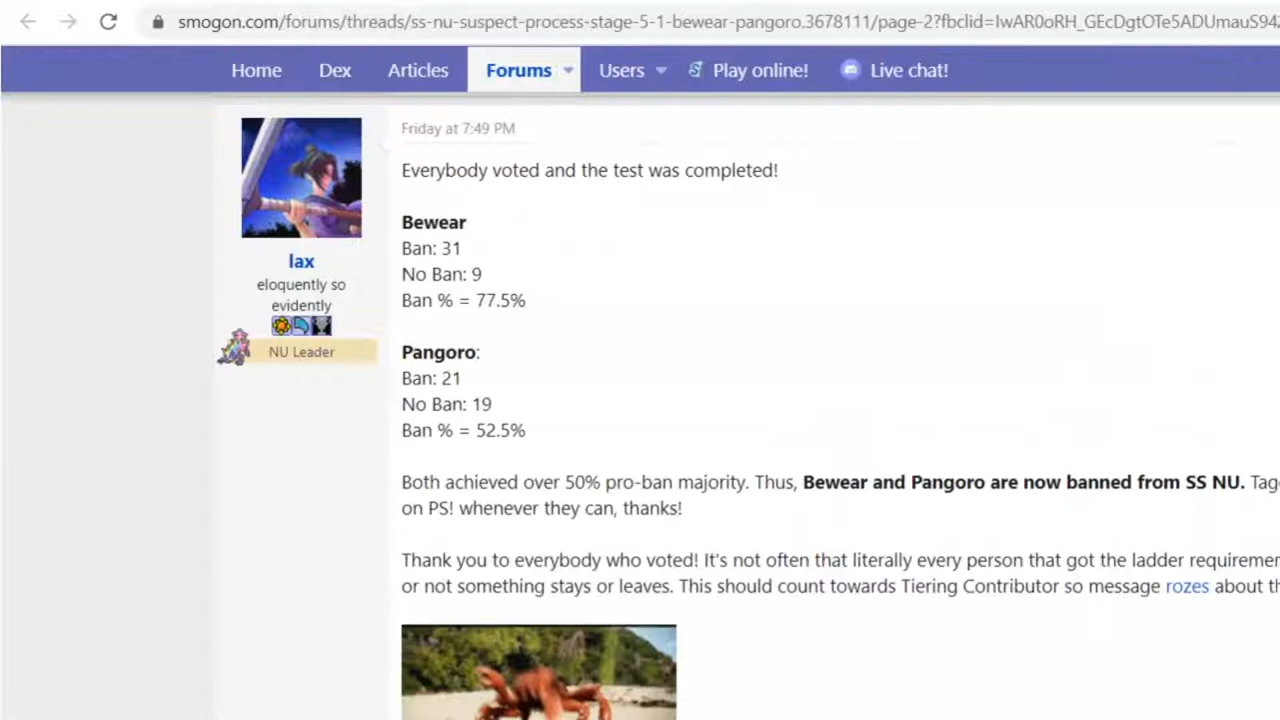 smogon.com/forums/threads/ss-nu-suspect-process-stage-5-1-bewear-pangoro.3678111/page-2?fbclid=IwAR0oRH_GEcDgtOTe5ADUmauS94
Home Dex Articles Forums Users Play online! Live chat!
Friday at 7:49 PM
Everybody voted and the test was completed!
Bewear
Ban: 31
No Ban: 9
Ban % = 77.5%
lax
eloquently so
evidently
NU Leader
Pangoro:
Ban: 21
No Ban: 19
Ban % = 52.5%
Both achieved over 50% pro-ban majority. Thus, Bewear and Pangoro are now banned from SS NU. Tag
on PS! whenever they can, thanks!
Thank you to everybody who voted! It's not often that literally every person that got the ladder requiremen
or not something stays or leaves. This should count towards Tiering Contributor so message rozes about th